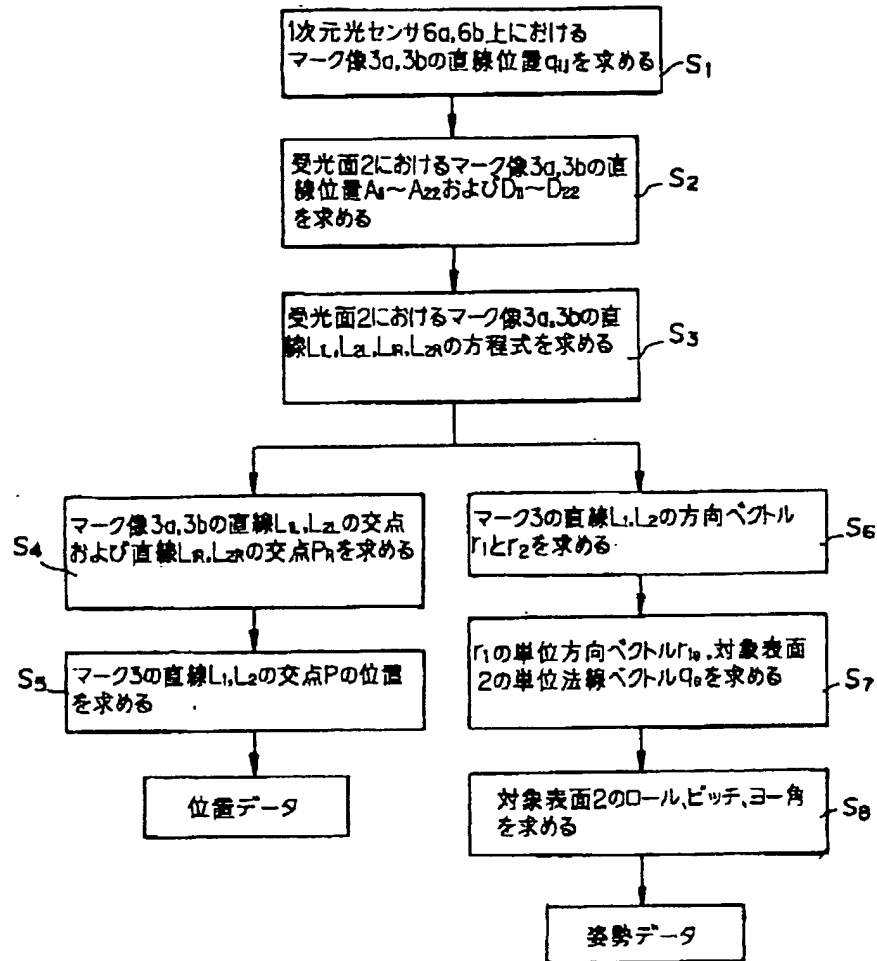 1次元光センサ6a,6b上における
マーク像3a,3bの直線位置qijを求める
S1
受光面2におけるマーク像3a,3bの直
線位置A11～A22およびD11～D22
を求める
S2
受光面2におけるマーク像3a,3bの直
線L1L,L2L,L1R,L2Rの方程式を求める
S3
マーク像3a,3bの直線L1L,L2Lの交点
および直線L1R,L2Rの交点PRを求める
S4
マーク3の直線L1,L2の交点Pの位置
を求める
S5
位置データ
マーク3の直線L1,L2の方向ベクトル
r1とr2を求める
S6
r1の単位方向ベクトルr1e,対象表面
2の単位法線ベクトルqeを求める
S7
対象表面2のロール、ピッチ、ヨー角
を求める
S8
姿勢データ